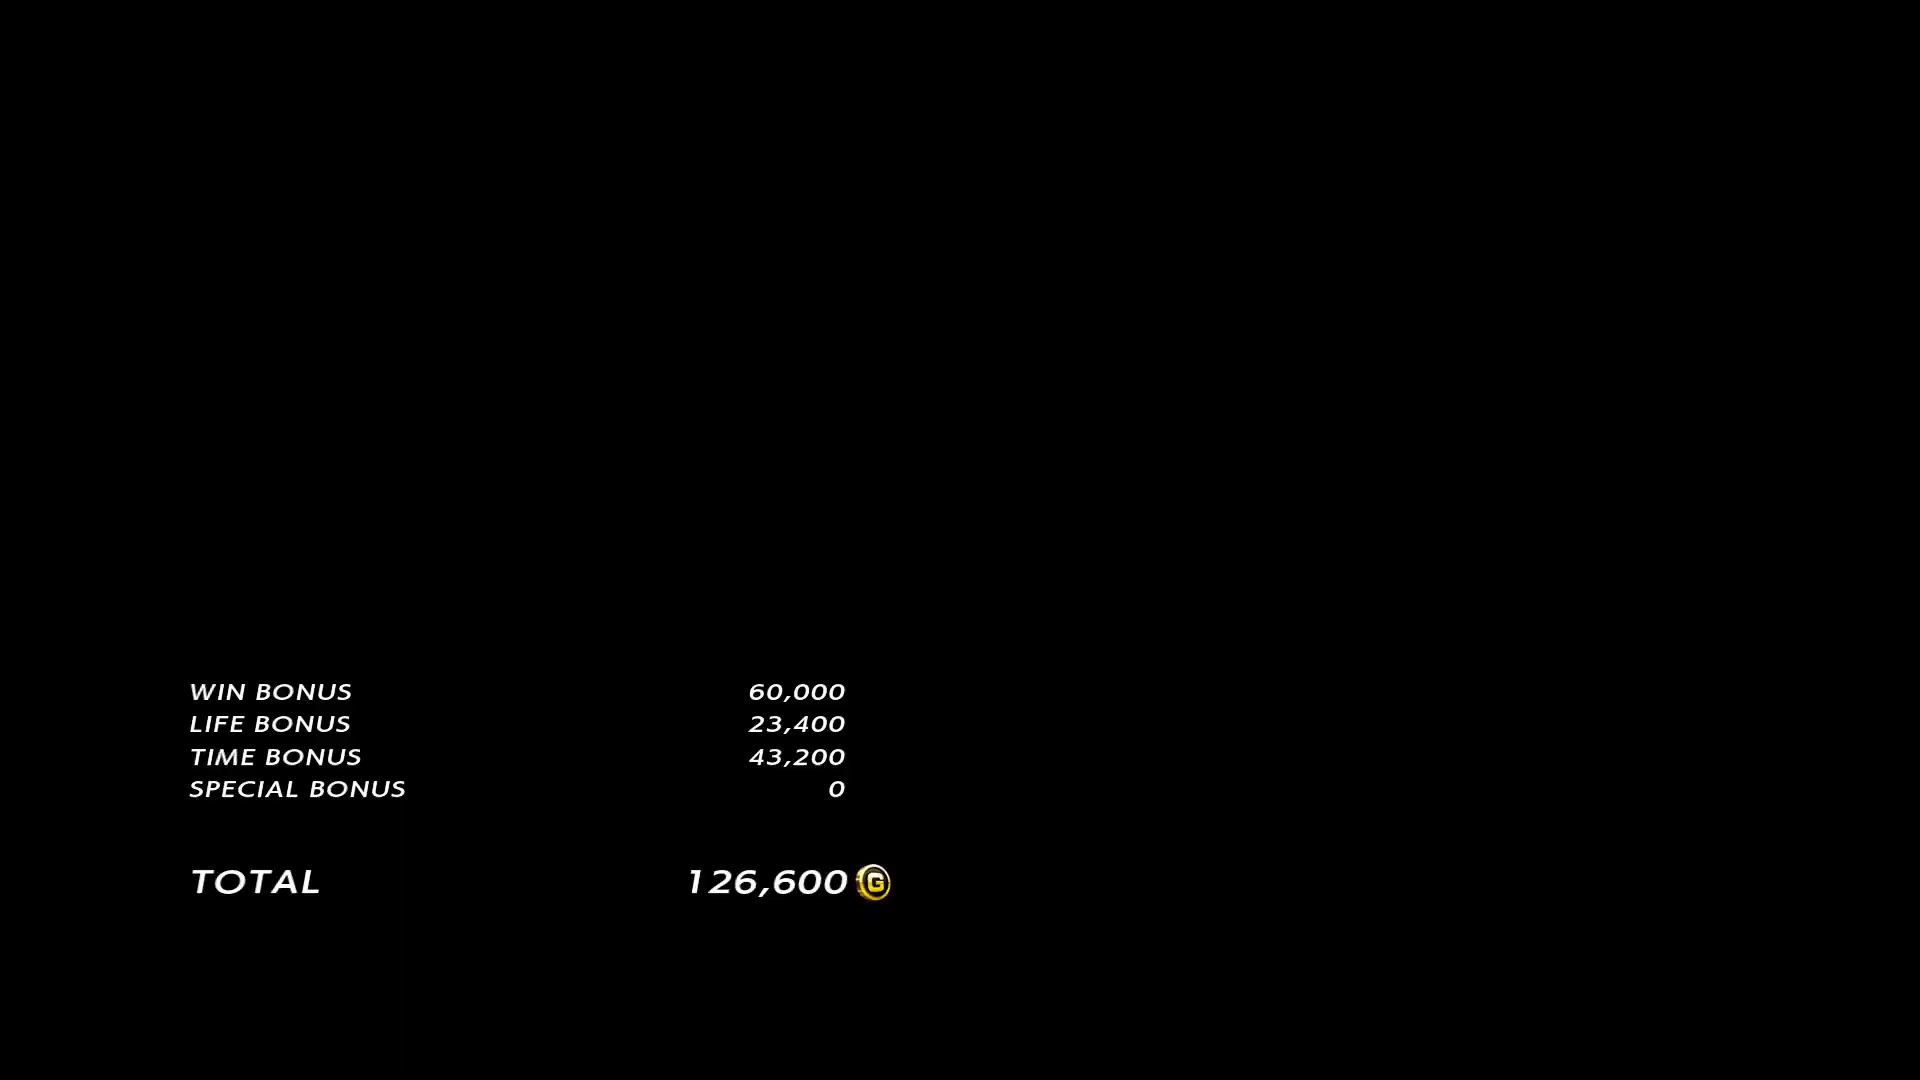 WIN BONUS 60,000
LIFE BONUS 23,400
TIME BONUS 43,200
SPECIAL BONUS 0
TOTAL 126,600 G